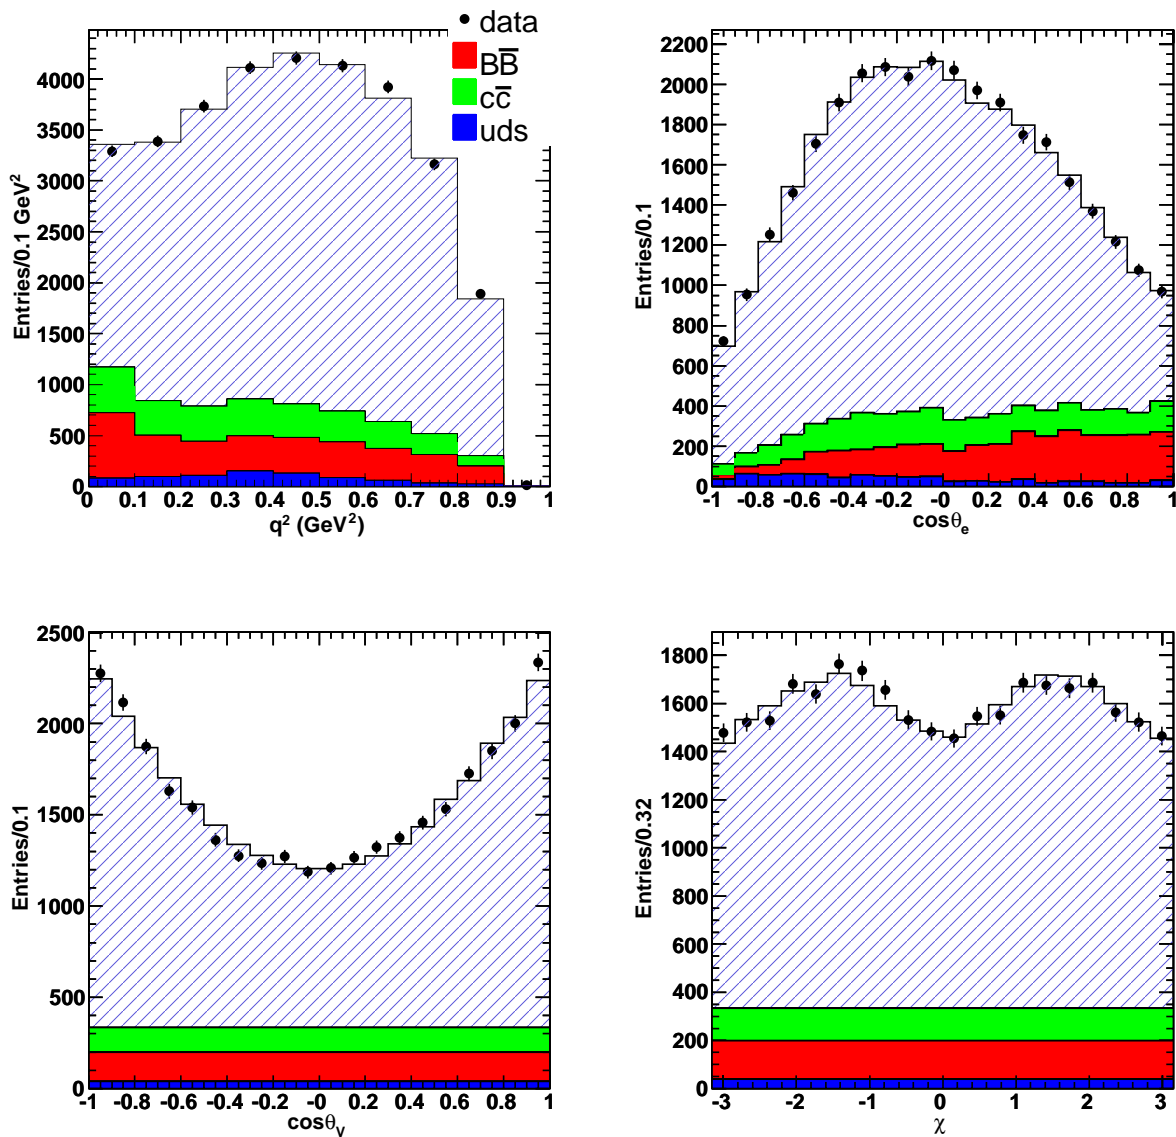 data
BB̅
cc̅
uds
Entries/0.1 GeV²
4000
3500
3000
2500
2000
1500
1000
500
0
0 0.1 0.2 0.3 0.4 0.5 0.6 0.7 0.8 0.9 1
q² (GeV²)
Entries/0.1
2200
2000
1800
1600
1400
1200
1000
800
600
400
200
0
-1 -0.8 -0.6 -0.4 -0.2 -0 0.2 0.4 0.6 0.8 1
cosθe
Entries/0.1
2500
2000
1500
1000
500
0
-1 -0.8 -0.6 -0.4 -0.2 -0 0.2 0.4 0.6 0.8 1
cosθV
Entries/0.32
1800
1600
1400
1200
1000
800
600
400
200
0
-3 -2 -1 0 1 2 3
χ